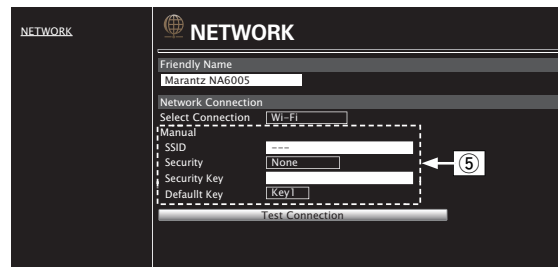 NETWORK
NETWORK
Friendly Name
Marantz NA6005
Network Connection
Select Connection Wi-Fi
Manual
SSID ---
Security None
Security Key
Defaullt Key Key1
Test Connection
⑤